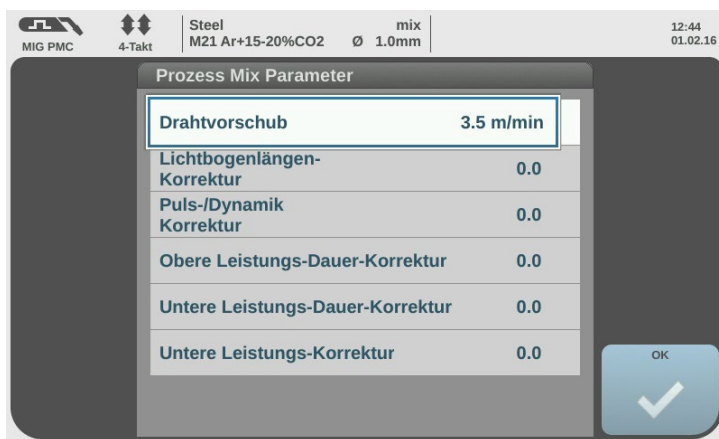 MIG PMC
4-Takt
Steel mix
M21 Ar+15-20%CO2 Ø 1.0mm
12:44
01.02.16
Prozess Mix Parameter
Drahtvorschub 3.5 m/min
Lichtbogenlängen-
Korrektur 0.0
Puls-/Dynamik
Korrektur 0.0
Obere Leistungs-Dauer-Korrektur 0.0
Untere Leistungs-Dauer-Korrektur 0.0
Untere Leistungs-Korrektur 0.0
OK